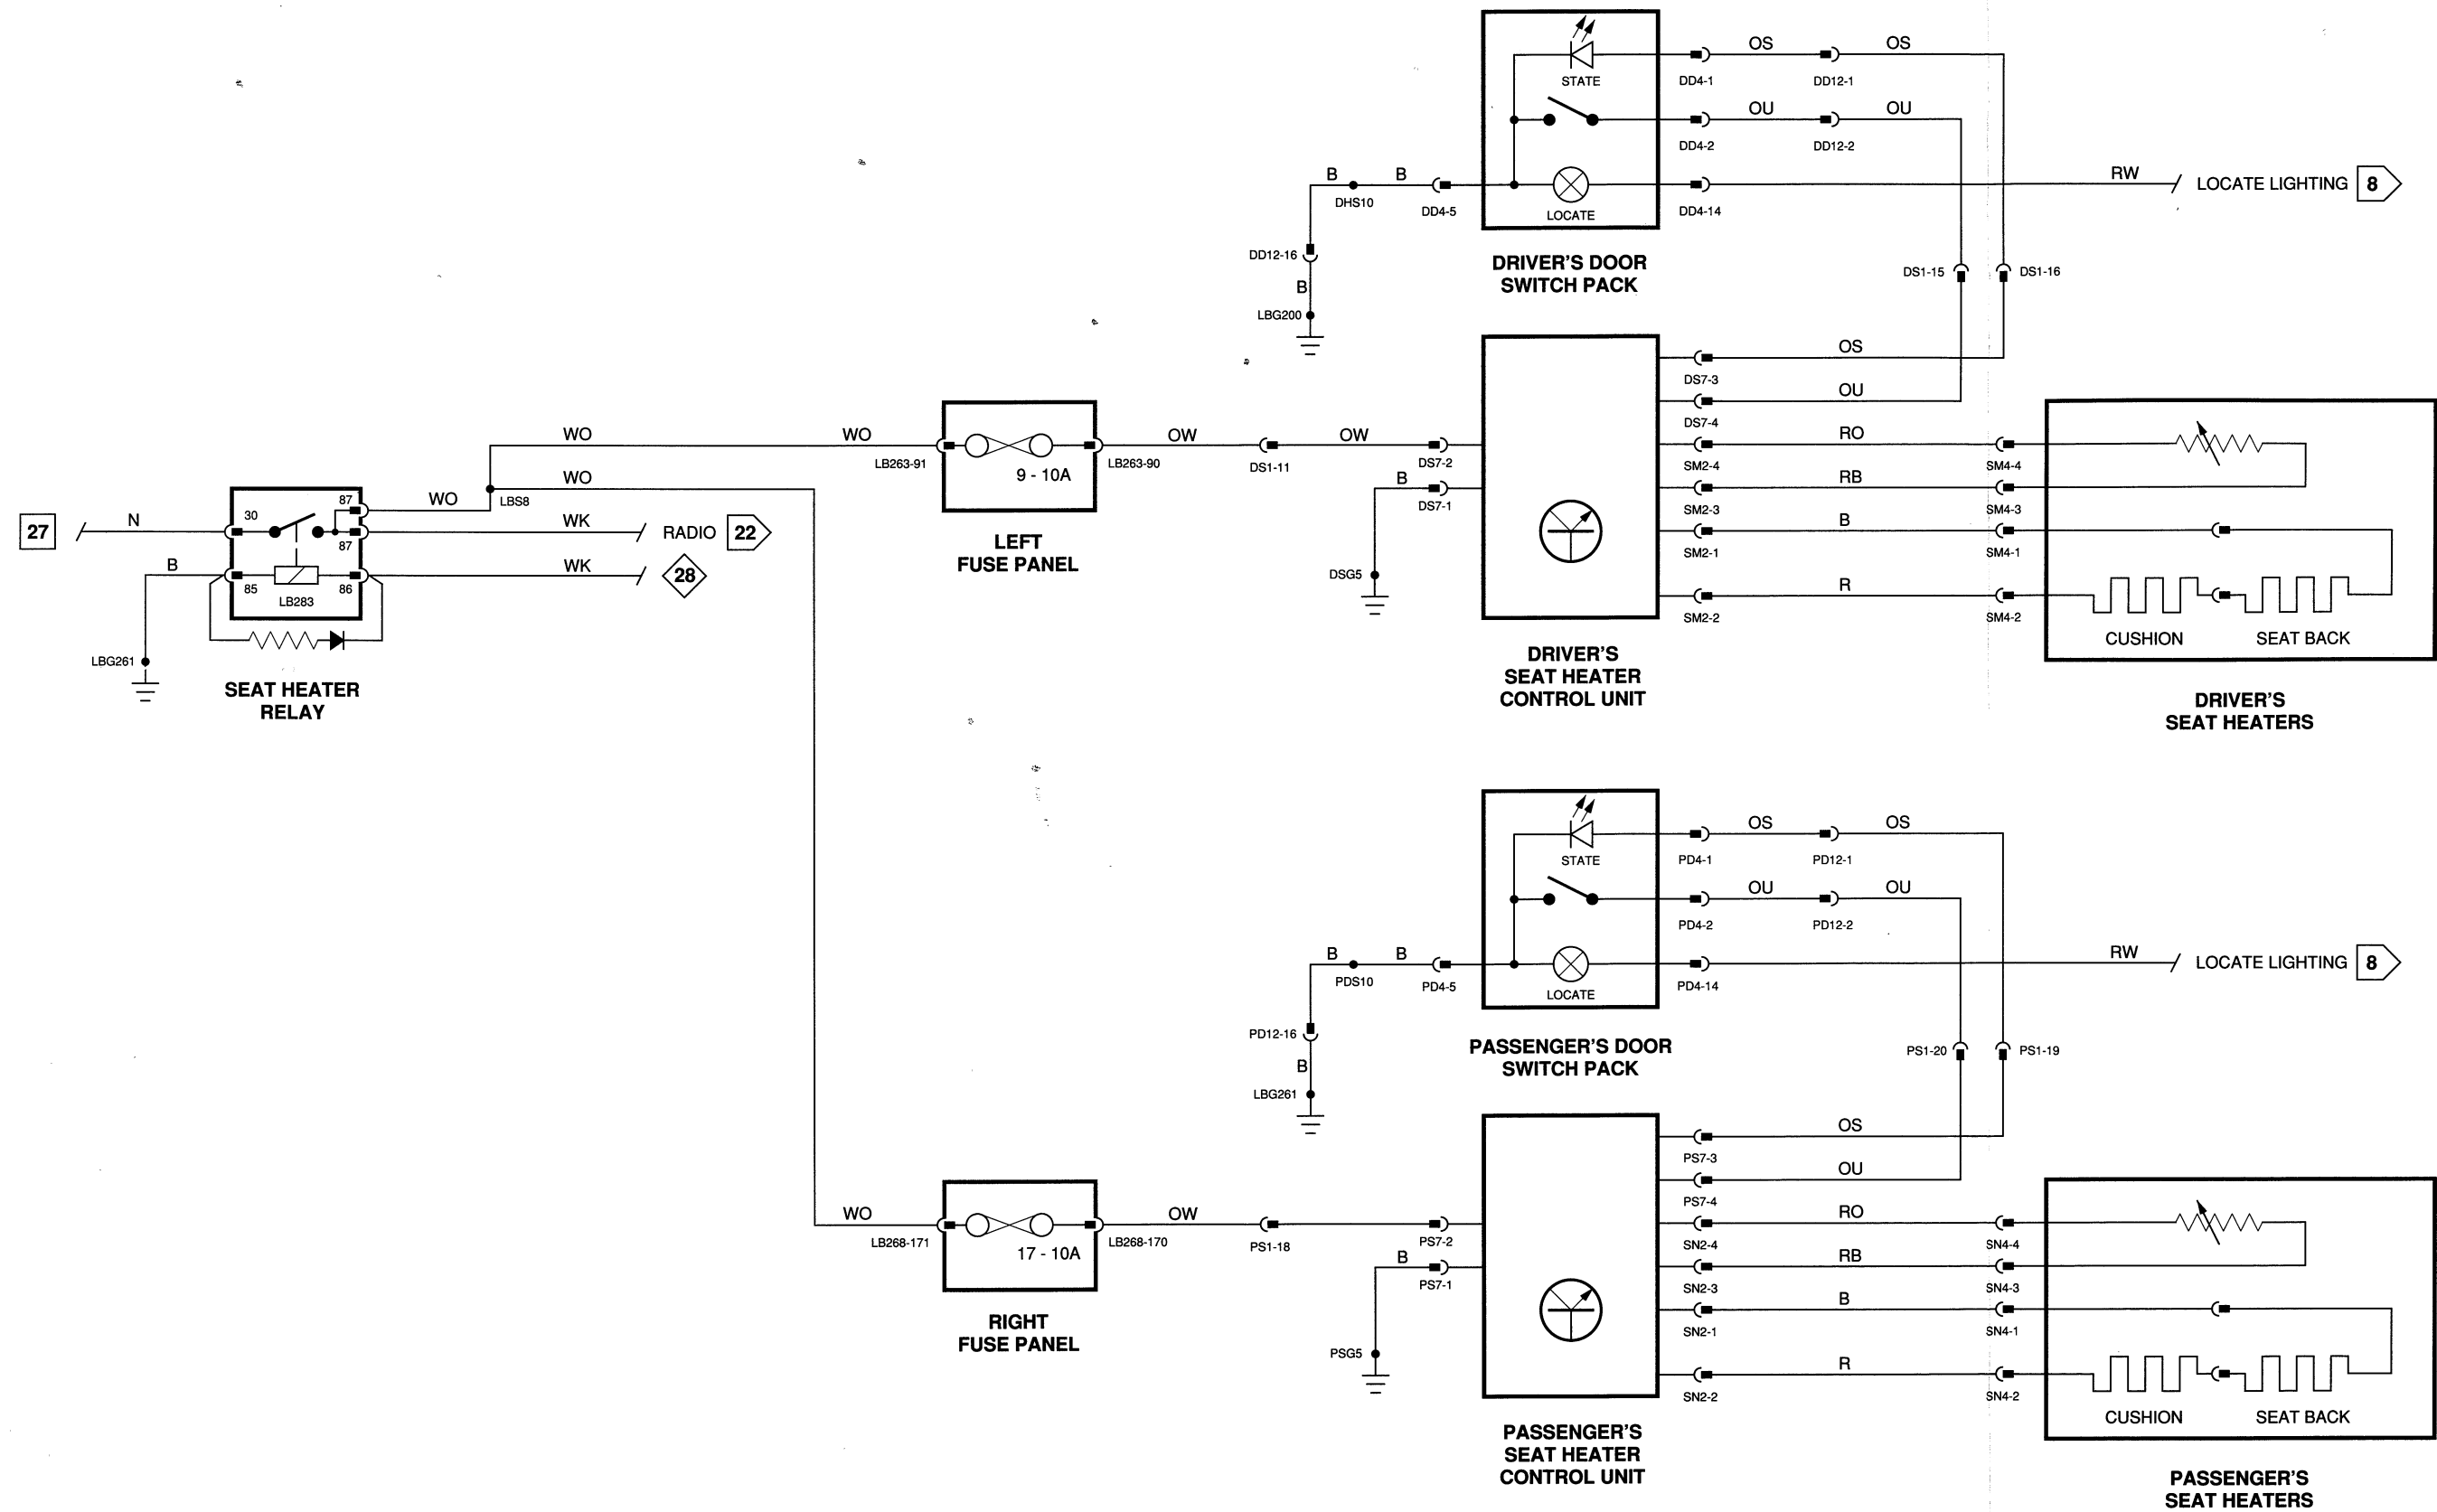 OS
OS
STATE
DD4-1
DD12-1
OU
OU
DD4-2
DD12-2
B
B
DHS10
DD4-5
LOCATE
DD4-14
RW
LOCATE LIGHTING
8
DD12-16
B
LBG200
DRIVER'S DOOR
SWITCH PACK
DS1-15
DS1-16
OS
DS7-3
OU
DS7-4
WO
WO
LB263-91
9 - 10A
LB263-90
OW
DS1-11
OW
DS7-2
B
DS7-1
DSG5
LEFT
FUSE PANEL
RO
SM2-4
SM4-4
RB
SM2-3
SM4-3
B
SM2-1
SM4-1
R
SM2-2
SM4-2
CUSHION
SEAT BACK
DRIVER'S
SEAT HEATER
CONTROL UNIT
DRIVER'S
SEAT HEATERS
WO
WO
LBS8
27
N
30
87
87
WK
RADIO
22
B
85
86
LB283
WK
28
LBG261
SEAT HEATER
RELAY
OS
OS
STATE
PD4-1
PD12-1
OU
OU
PD4-2
PD12-2
B
B
PDS10
PD4-5
LOCATE
PD4-14
RW
LOCATE LIGHTING
8
PD12-16
B
LBG261
PASSENGER'S DOOR
SWITCH PACK
PS1-20
PS1-19
OS
PS7-3
OU
PS7-4
WO
LB268-171
17 - 10A
LB268-170
OW
PS1-18
PS7-2
B
PS7-1
PSG5
RIGHT
FUSE PANEL
RO
SN2-4
SN4-4
RB
SN2-3
SN4-3
B
SN2-1
SN4-1
R
SN2-2
SN4-2
CUSHION
SEAT BACK
PASSENGER'S
SEAT HEATER
CONTROL UNIT
PASSENGER'S
SEAT HEATERS